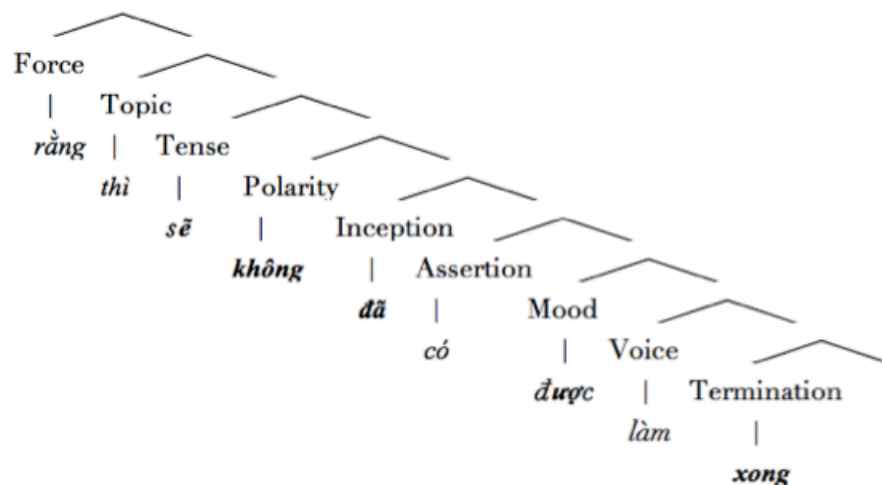 Force
Topic
rằng
Tense
thì
Polarity
sẽ
Inception
không
Assertion
đã
Mood
có
Voice
được
Termination
làm
xong